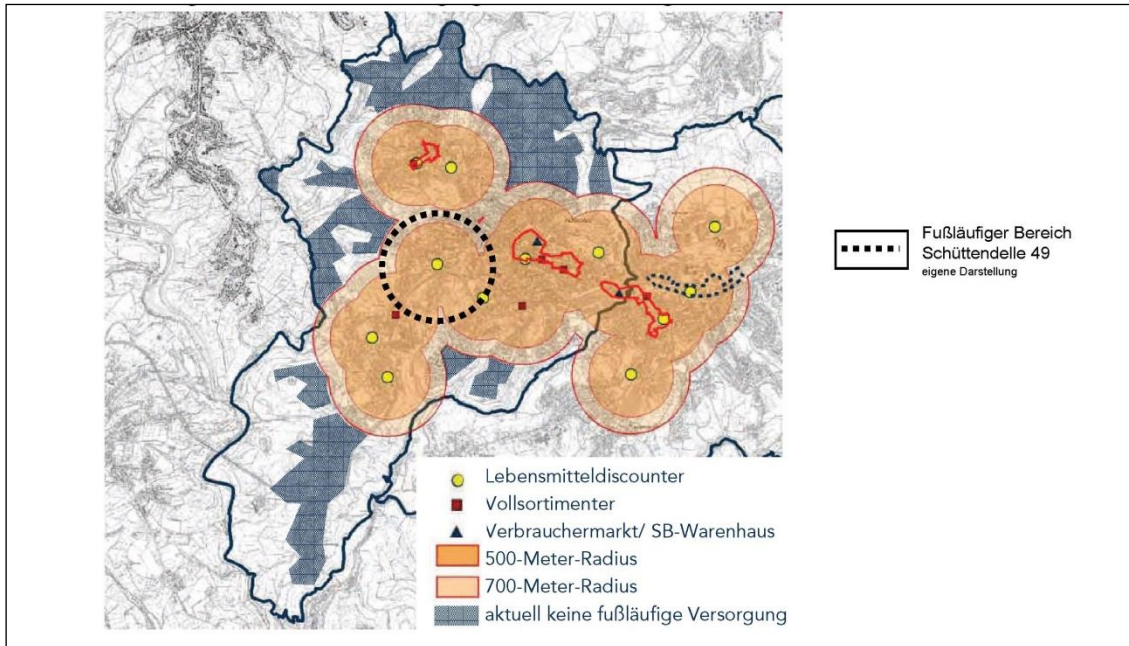 Fußläufiger Bereich
Schüttendelle 49
eigene Darstellung
Lebensmitteldiscounter
Vollsortimenter
Verbrauchermarkt/ SB-Warenhaus
500-Meter-Radius
700-Meter-Radius
aktuell keine fußläufige Versorgung